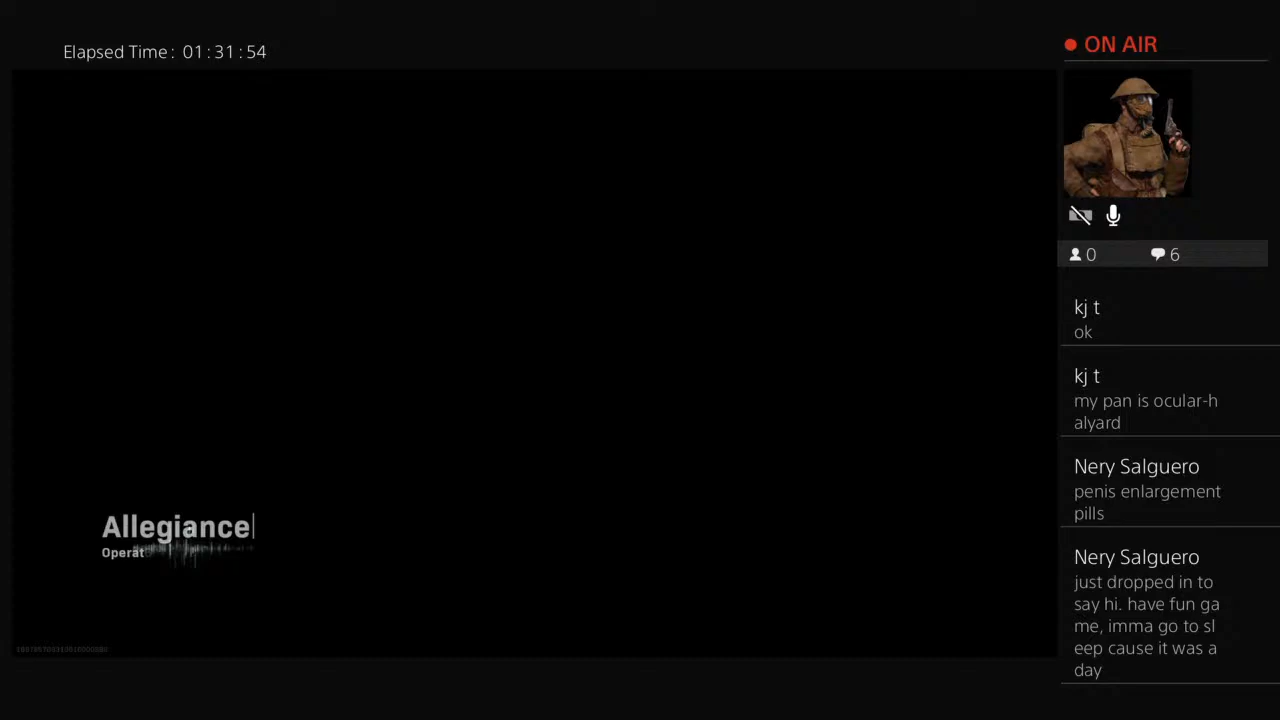 Elapsed Time: 01:31:54
ON AIR
0
6
kj t
ok
kj t
my pan is ocular-h
alyard
Nery Salguero
penis enlargement
pills
Nery Salguero
just dropped in to
say hi. have fun ga
me, imma go to sl
eep cause it was a
day
Allegiance
Operat